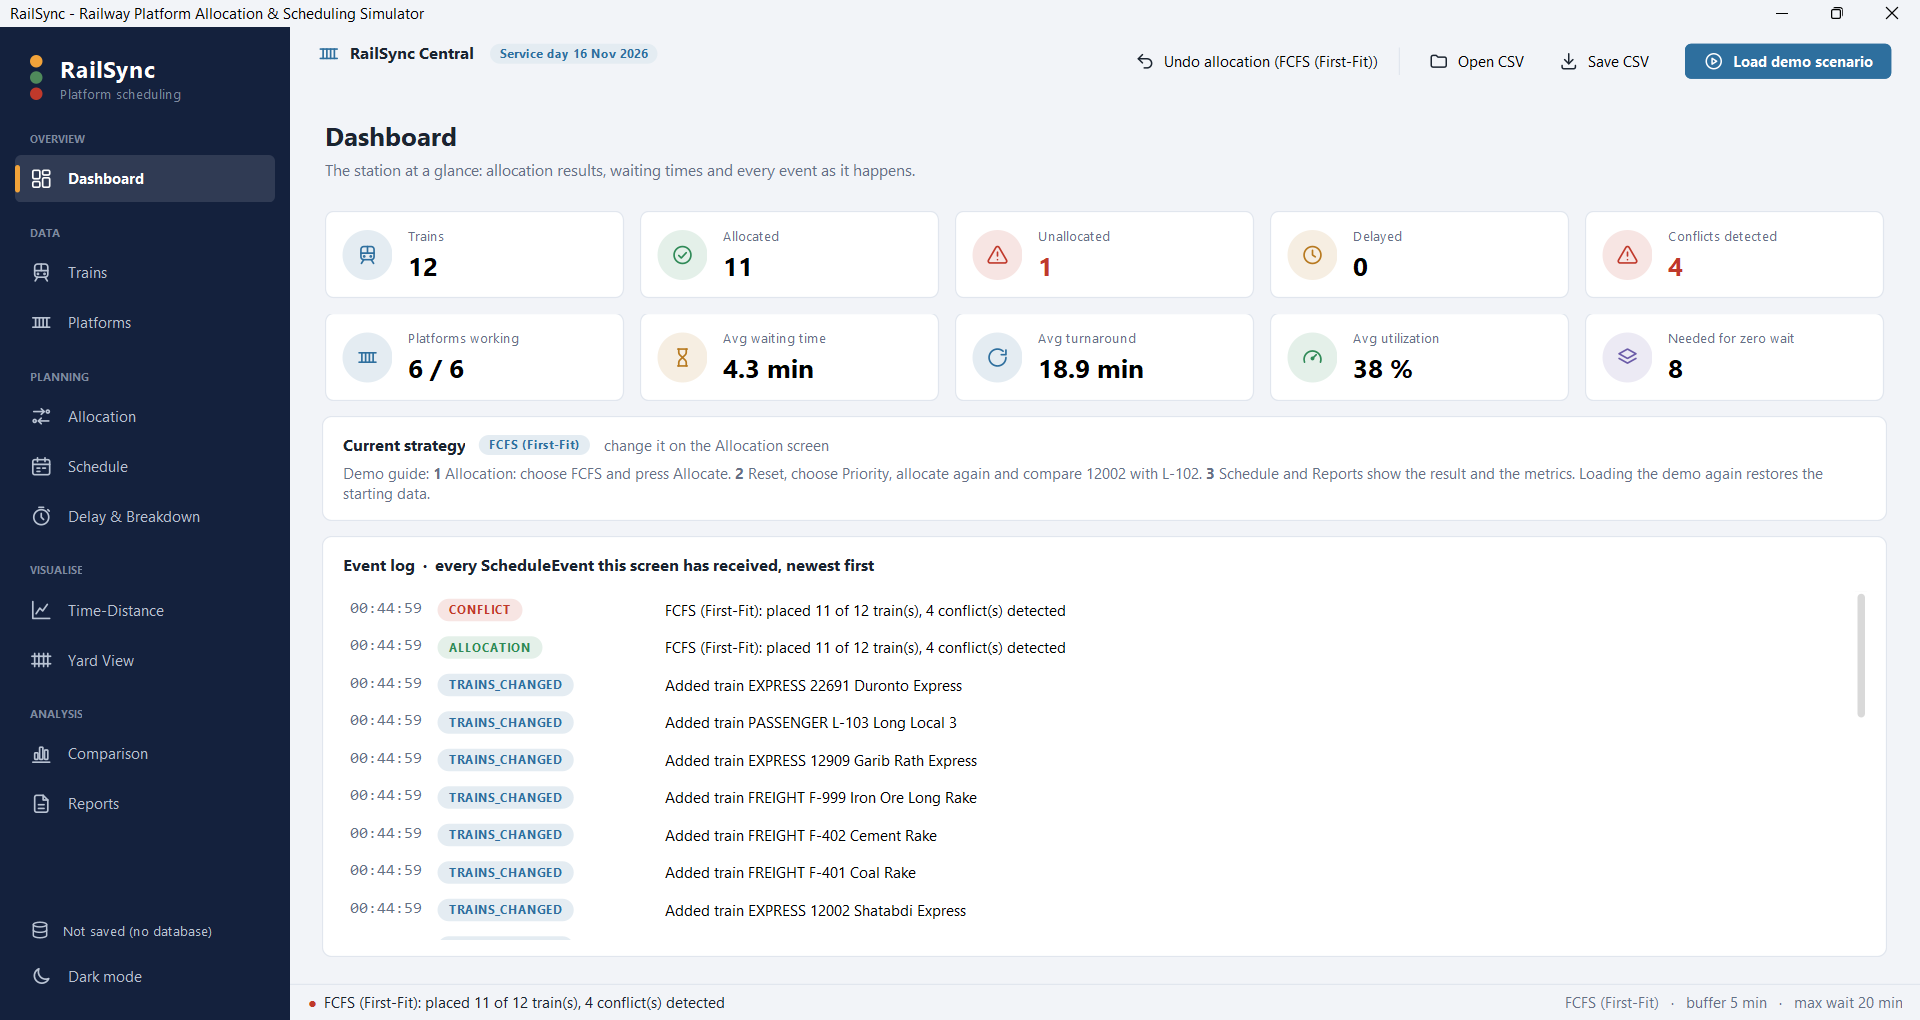 RailSync - Railway Platform Allocation & Scheduling Simulator
RailSync
Platform scheduling
OVERVIEW
Dashboard
DATA
Trains
Platforms
PLANNING
Allocation
Schedule
Delay & Breakdown
VISUALISE
Time-Distance
Yard View
ANALYSIS
Comparison
Reports
Not saved (no database)
Dark mode
RailSync Central Service day 16 Nov 2026
Undo allocation (FCFS (First-Fit)) Open CSV Save CSV Load demo scenario
Dashboard
The station at a glance: allocation results, waiting times and every event as it happens.
Trains
12
Allocated
11
Unallocated
1
Delayed
0
Conflicts detected
4
Platforms working
6 / 6
Avg waiting time
4.3 min
Avg turnaround
18.9 min
Avg utilization
38 %
Needed for zero wait
8
Current strategy FCFS (First-Fit) change it on the Allocation screen
Demo guide: 1 Allocation: choose FCFS and press Allocate. 2 Reset, choose Priority, allocate again and compare 12002 with L-102. 3 Schedule and Reports show the result and the metrics. Loading the demo again restores the
starting data.
Event log · every ScheduleEvent this screen has received, newest first
00:44:59 CONFLICT FCFS (First-Fit): placed 11 of 12 train(s), 4 conflict(s) detected
00:44:59 ALLOCATION FCFS (First-Fit): placed 11 of 12 train(s), 4 conflict(s) detected
00:44:59 TRAINS_CHANGED Added train EXPRESS 22691 Duronto Express
00:44:59 TRAINS_CHANGED Added train PASSENGER L-103 Long Local 3
00:44:59 TRAINS_CHANGED Added train EXPRESS 12909 Garib Rath Express
00:44:59 TRAINS_CHANGED Added train FREIGHT F-999 Iron Ore Long Rake
00:44:59 TRAINS_CHANGED Added train FREIGHT F-402 Cement Rake
00:44:59 TRAINS_CHANGED Added train FREIGHT F-401 Coal Rake
00:44:59 TRAINS_CHANGED Added train EXPRESS 12002 Shatabdi Express
FCFS (First-Fit): placed 11 of 12 train(s), 4 conflict(s) detected
FCFS (First-Fit) · buffer 5 min · max wait 20 min